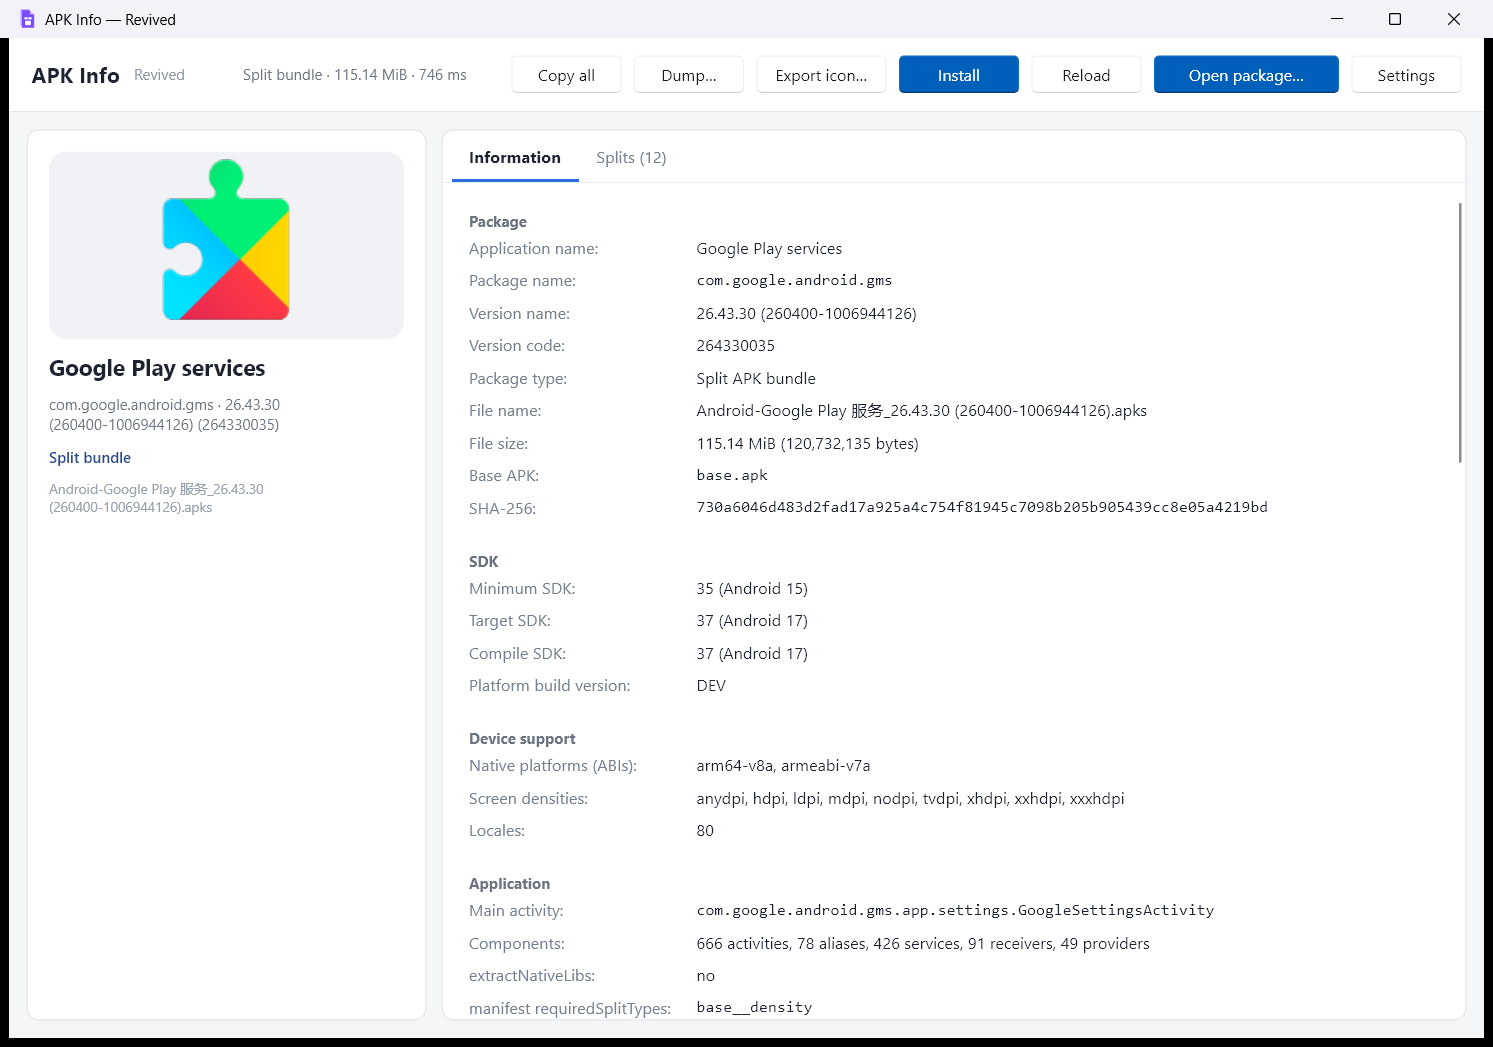 APK Info — Revived
APK Info Revived Split bundle · 115.14 MiB · 746 ms Copy all Dump... Export icon... Install Reload Open package... Settings
Google Play services
com.google.android.gms · 26.43.30
(260400-1006944126) (264330035)
Split bundle
Android-Google Play 服务_26.43.30
(260400-1006944126).apks
Information Splits (12)
Package
Application name: Google Play services
Package name: com.google.android.gms
Version name: 26.43.30 (260400-1006944126)
Version code: 264330035
Package type: Split APK bundle
File name: Android-Google Play 服务_26.43.30 (260400-1006944126).apks
File size: 115.14 MiB (120,732,135 bytes)
Base APK: base.apk
SHA-256: 730a6046d483d2fad17a925a4c754f81945c7098b205b905439cc8e05a4219bd
SDK
Minimum SDK: 35 (Android 15)
Target SDK: 37 (Android 17)
Compile SDK: 37 (Android 17)
Platform build version: DEV
Device support
Native platforms (ABIs): arm64-v8a, armeabi-v7a
Screen densities: anydpi, hdpi, ldpi, mdpi, nodpi, tvdpi, xhdpi, xxhdpi, xxxhdpi
Locales: 80
Application
Main activity: com.google.android.gms.app.settings.GoogleSettingsActivity
Components: 666 activities, 78 aliases, 426 services, 91 receivers, 49 providers
extractNativeLibs: no
manifest requiredSplitTypes: base__density